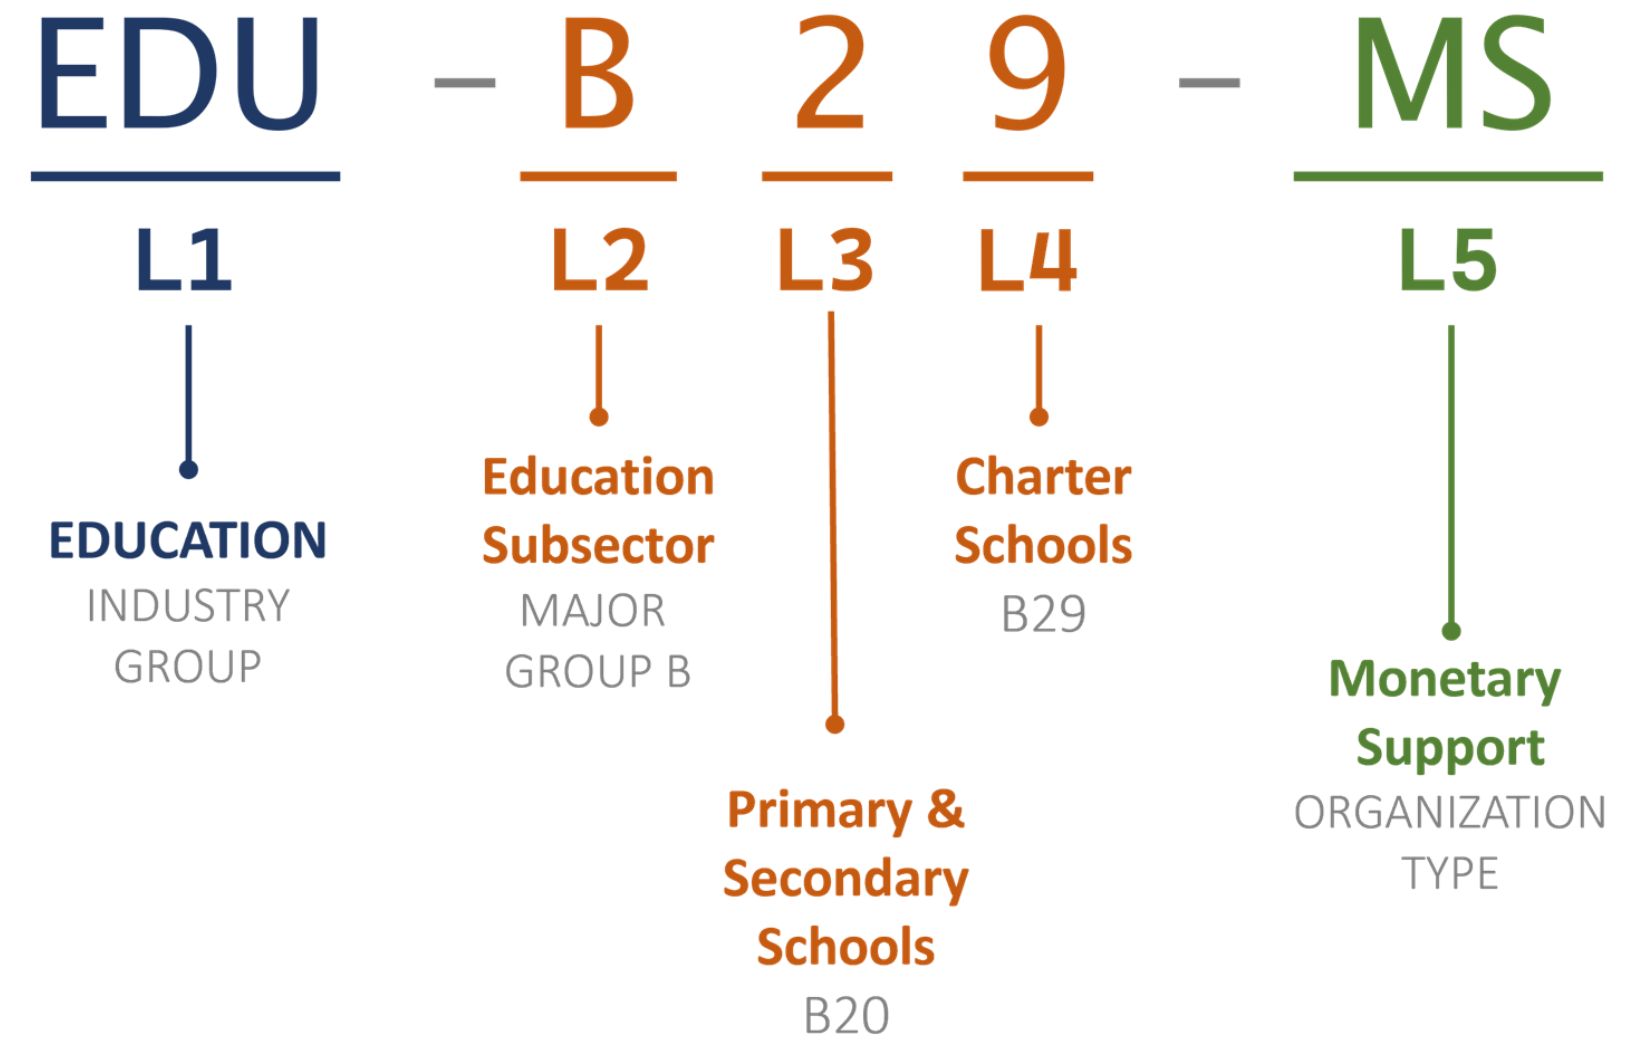 EDU – B 2 9 – MS
L1 L2 L3 L4 L5
EDUCATION
INDUSTRY
GROUP
Education
Subsector
MAJOR
GROUP B
Primary &
Secondary
Schools
B20
Charter
Schools
B29
Monetary
Support
ORGANIZATION
TYPE